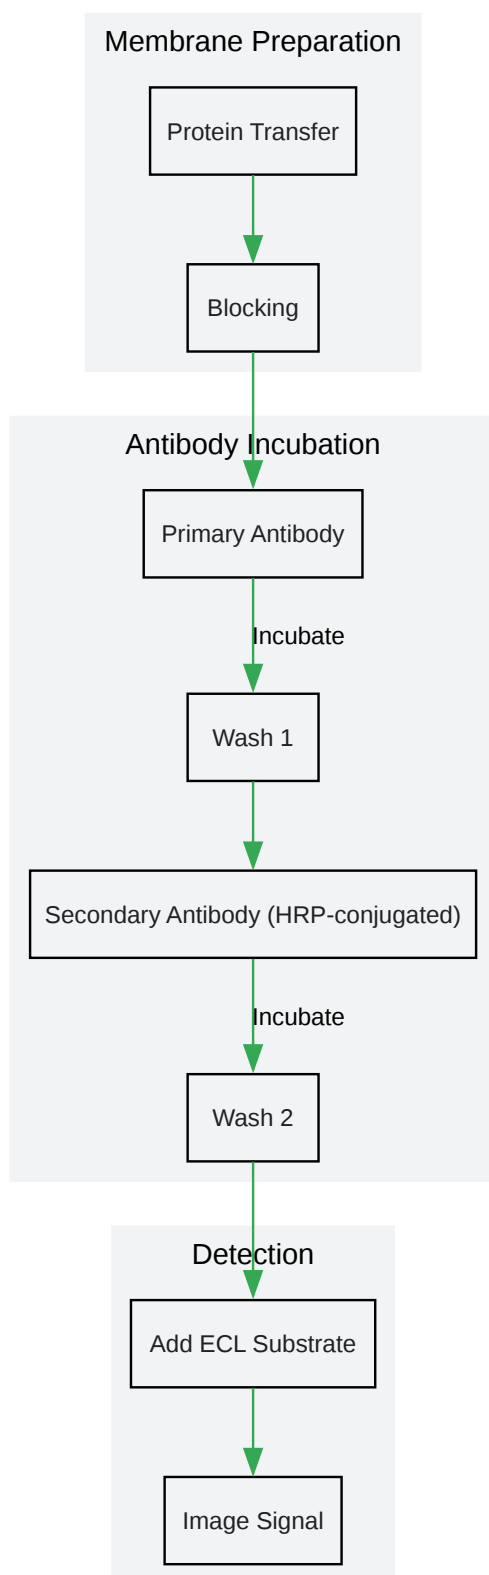 Membrane Preparation
Protein Transfer
Blocking
Antibody Incubation
Primary Antibody
Incubate
Wash 1
Secondary Antibody (HRP-conjugated)
Incubate
Wash 2
Detection
Add ECL Substrate
Image Signal